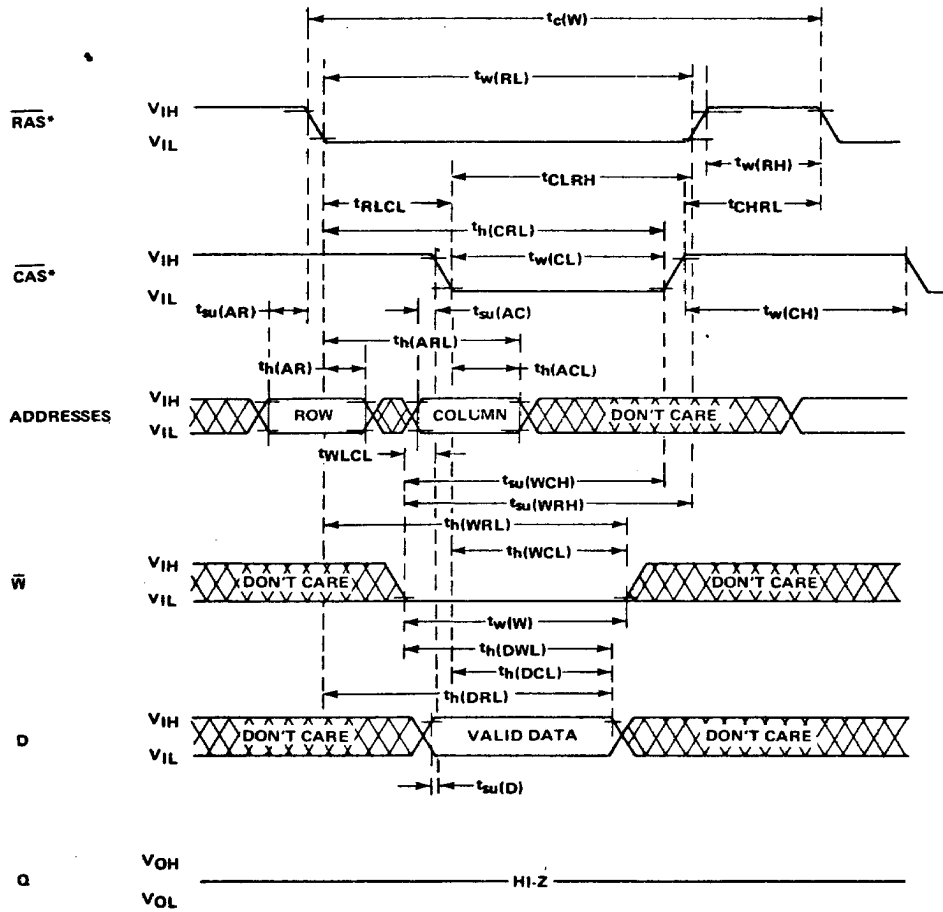 tc(W)
tw(RL)
RAS*
VIH
VIL
tw(RH)
tCLRH
tRLCL
tCHRL
th(CRL)
CAS*
VIH
VIL
tw(CL)
tsu(AR)
tsu(AC)
tw(CH)
th(ARL)
th(AR)
th(ACL)
ADDRESSES
VIH
VIL
ROW
COLUMN
DON'T CARE
tWLCL
tsu(WCH)
tsu(WRH)
th(WRL)
th(WCL)
W
VIH
VIL
DON'T CARE
DON'T CARE
tw(W)
th(DWL)
th(DCL)
th(DRL)
D
VIH
VIL
DON'T CARE
VALID DATA
DON'T CARE
tsu(D)
Q
VOH
VOL
HI-Z